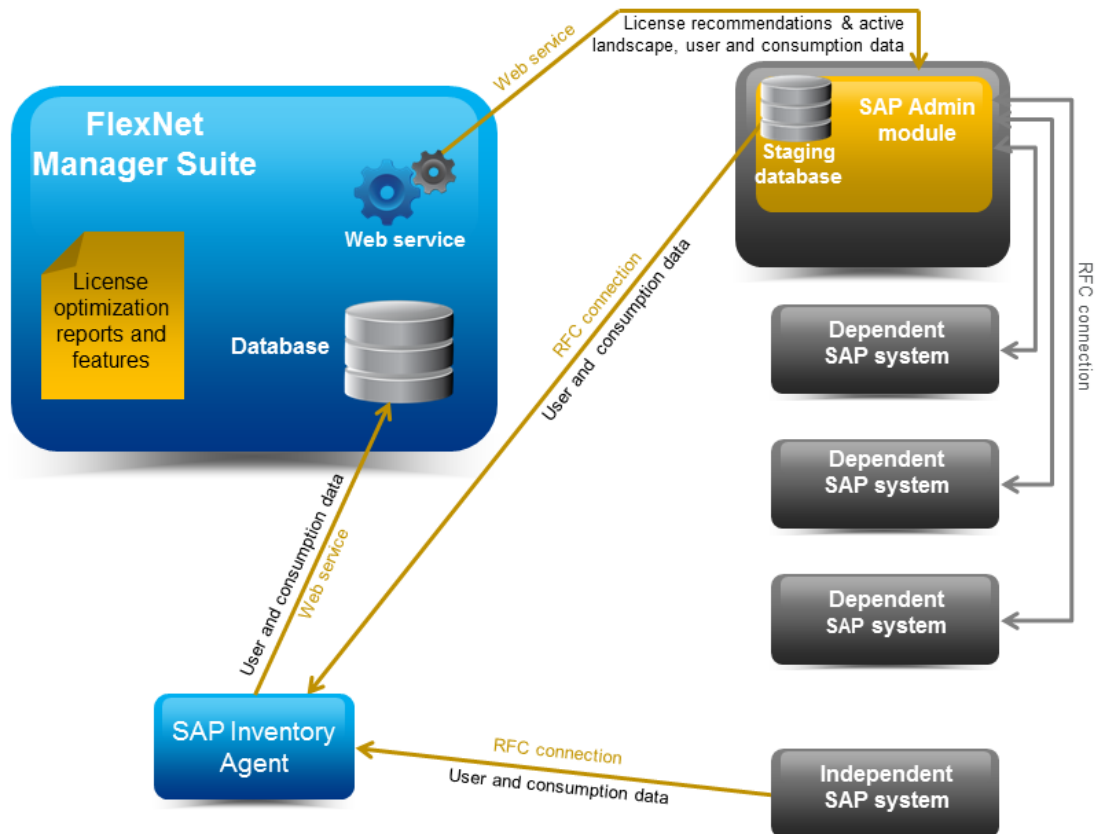 License recommendations & active
landscape, user and consumption data
Web service
FlexNet
Manager Suite
Web service
License
optimization
reports and
features
Database
SAP Admin
module
Staging
database
RFC connection
User and consumption data
RFC connection
Dependent
SAP system
Dependent
SAP system
Dependent
SAP system
User and consumption data
Web service
SAP Inventory
Agent
RFC connection
User and consumption data
Independent
SAP system